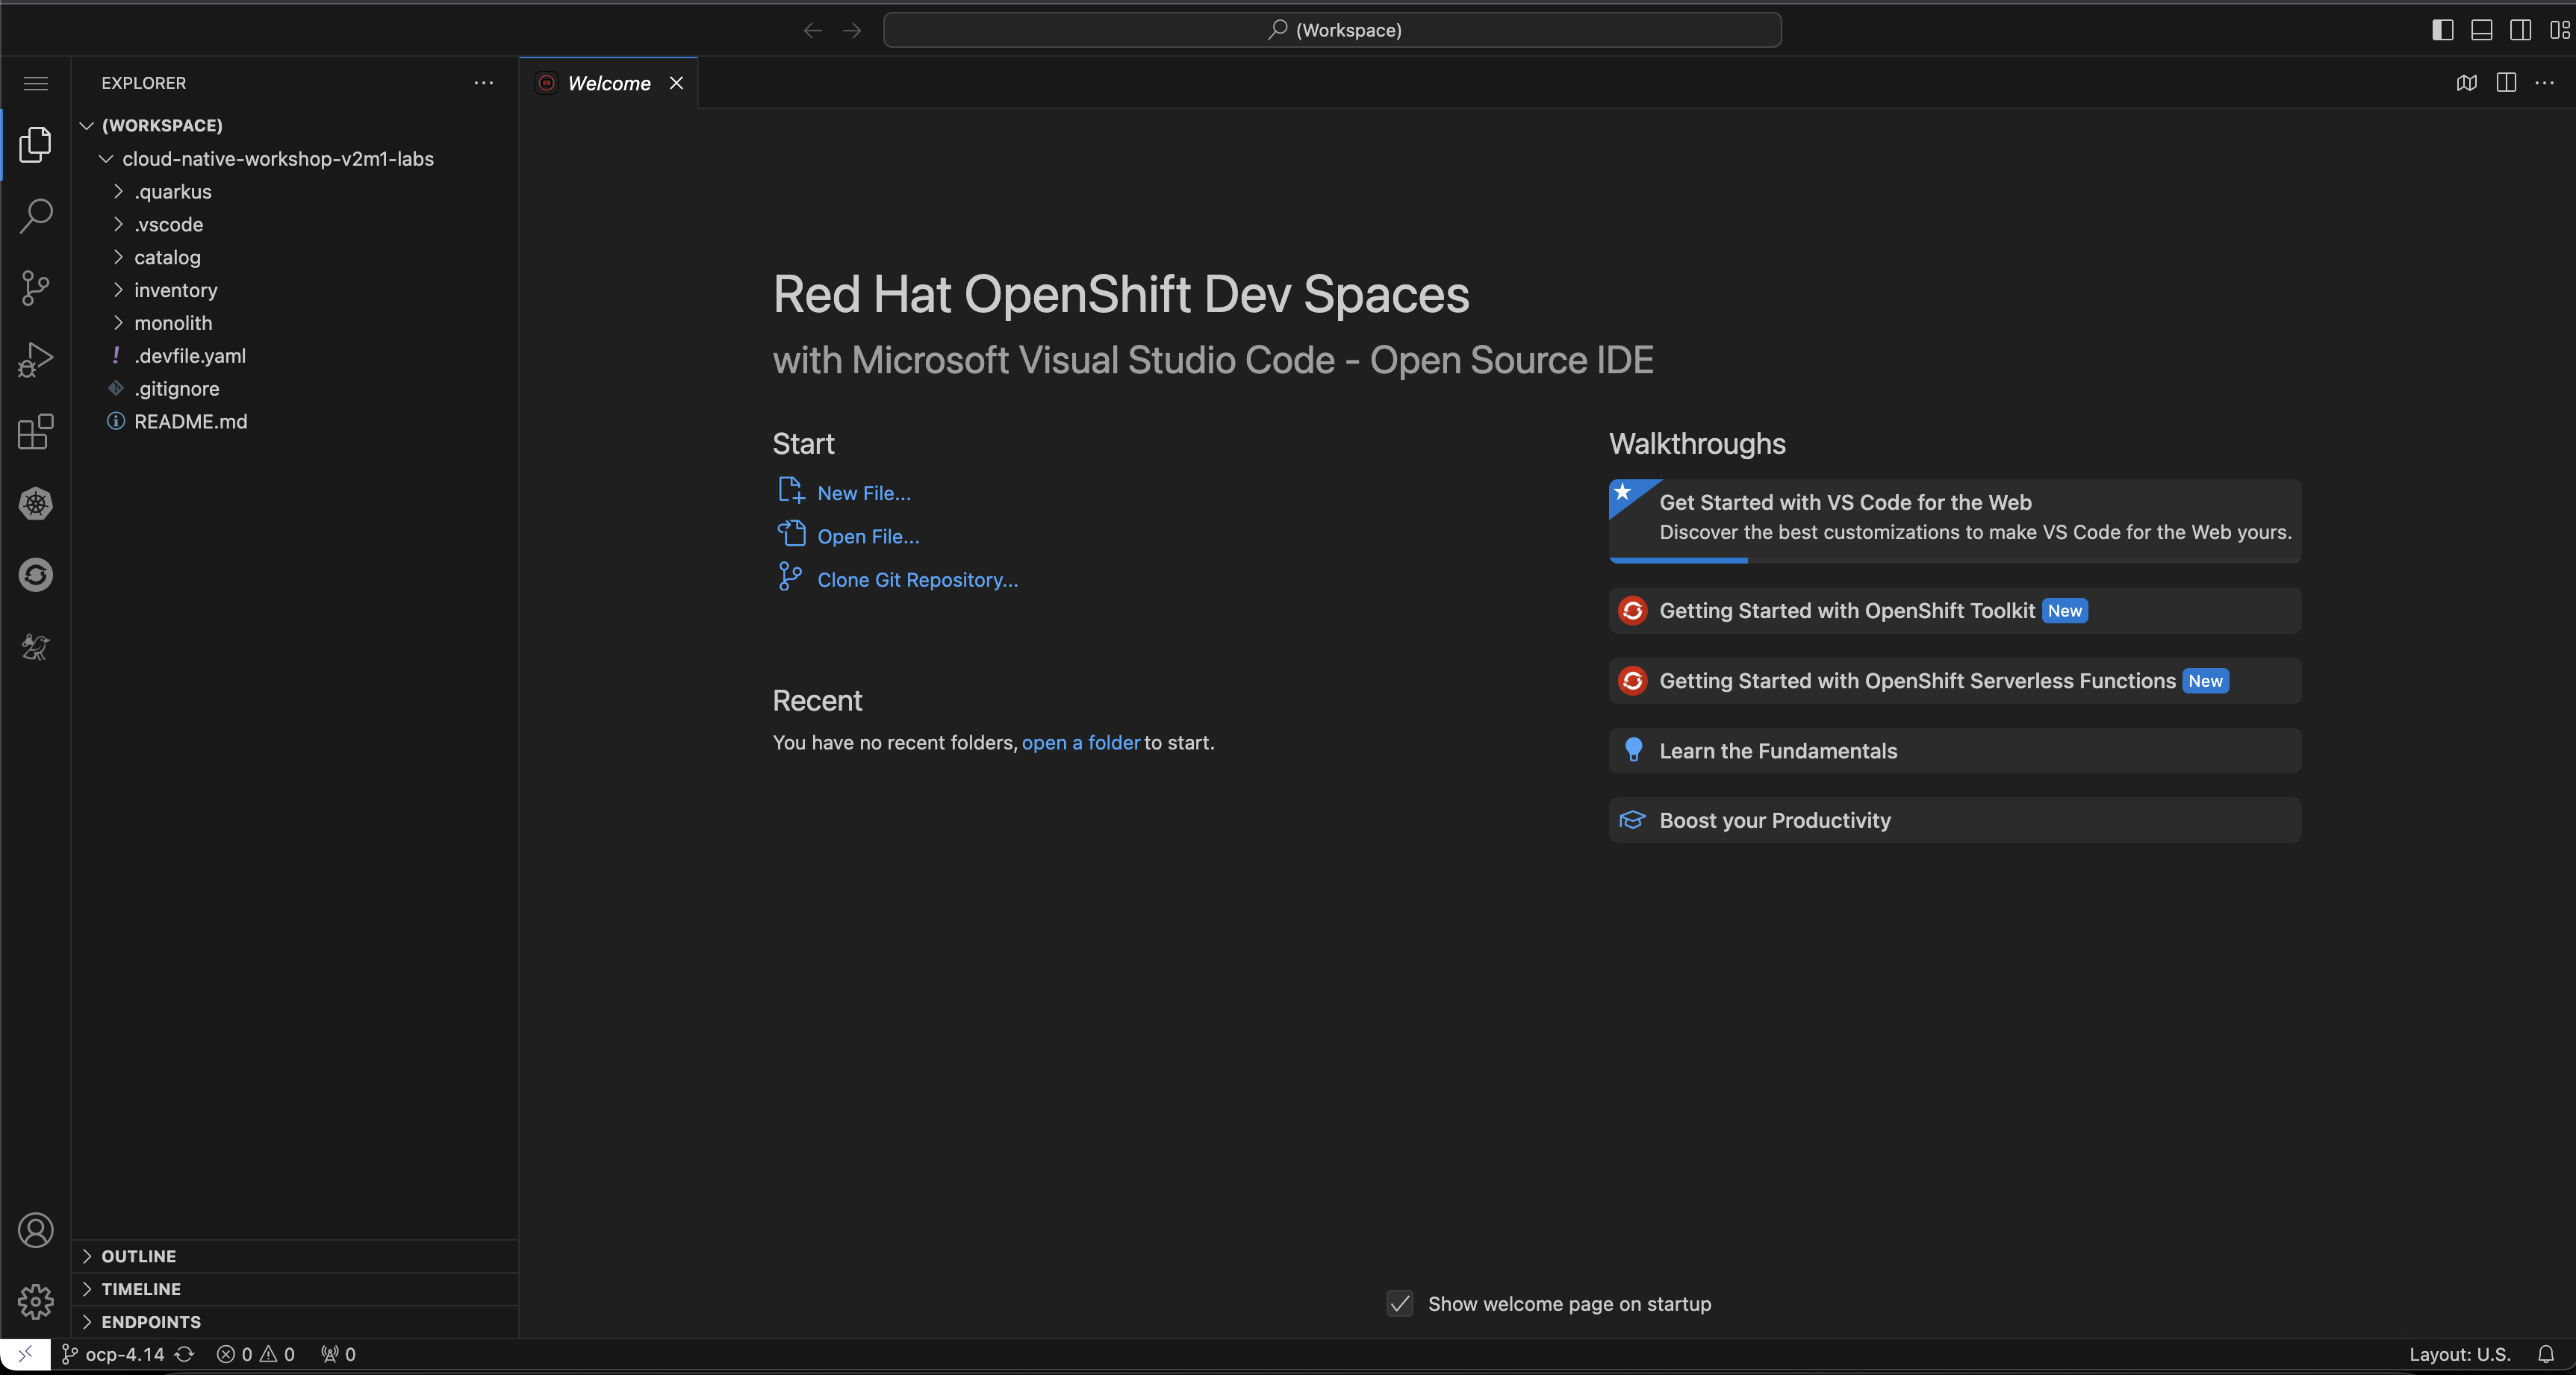 (Workspace)
EXPLORER
Welcome
(WORKSPACE)
cloud-native-workshop-v2m1-labs
.quarkus
.vscode
catalog
inventory
monolith
.devfile.yaml
.gitignore
README.md
Red Hat OpenShift Dev Spaces
with Microsoft Visual Studio Code - Open Source IDE
Start
New File...
Open File...
Clone Git Repository...
Recent
You have no recent folders, open a folder to start.
Walkthroughs
Get Started with VS Code for the Web
Discover the best customizations to make VS Code for the Web yours.
Getting Started with OpenShift Toolkit New
Getting Started with OpenShift Serverless Functions New
Learn the Fundamentals
Boost your Productivity
Show welcome page on startup
OUTLINE
TIMELINE
ENDPOINTS
ocp-4.14 0 0 0
Layout: U.S.